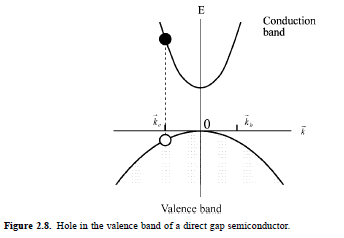 E
Conduction
band
k⃗e 0 k⃗h k⃗
Valence band
Figure 2.8. Hole in the valence band of a direct gap semiconductor.